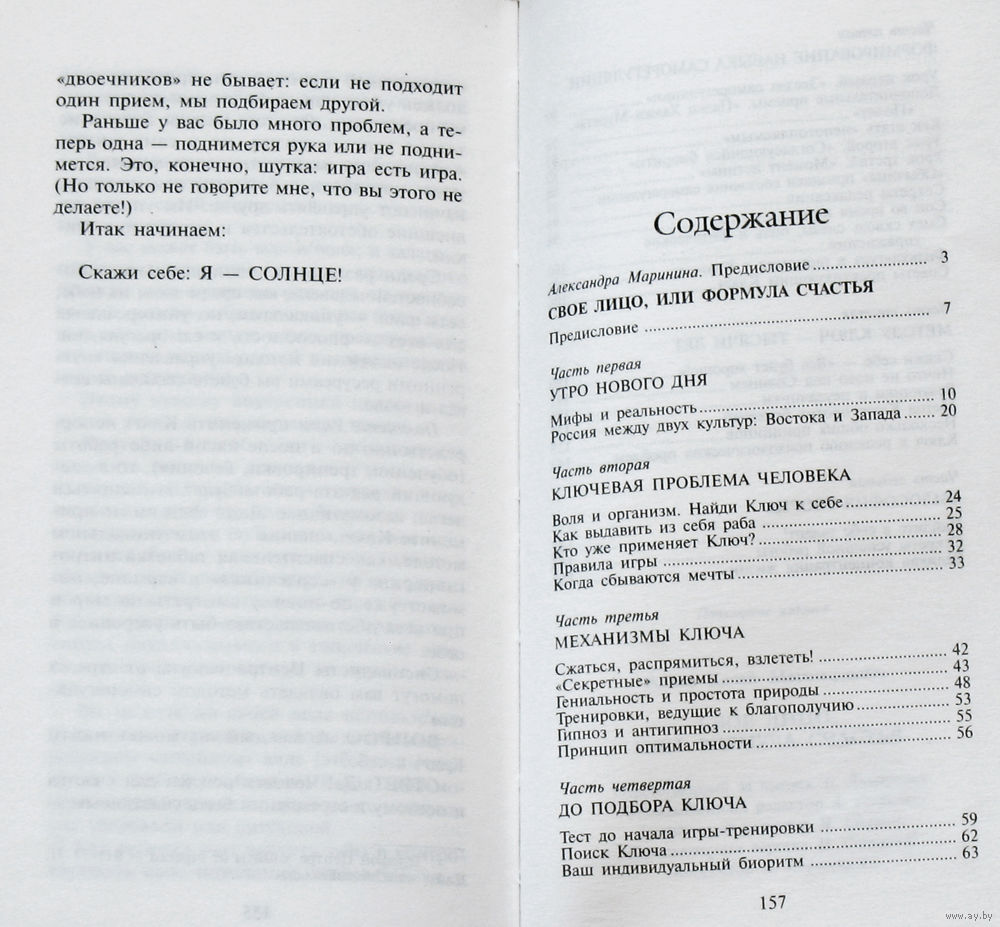 «двоечников» не бывает: если не подходит
один прием, мы подбираем другой.
Раньше у вас было много проблем, а те-
перь одна — поднимется рука или не подни-
мется. Это, конечно, шутка: игра есть игра.
(Но только не говорите мне, что вы этого не
делаете!)
Итак начинаем:
Скажи себе: Я — СОЛНЦЕ!
Содержание
Александра Маринина. Предисловие 3
СВОЕ ЛИЦО, ИЛИ ФОРМУЛА СЧАСТЬЯ
Предисловие 7
Часть первая
УТРО НОВОГО ДНЯ
Мифы и реальность 10
Россия между двух культур: Востока и Запада 20
Часть вторая
КЛЮЧЕВАЯ ПРОБЛЕМА ЧЕЛОВЕКА
Воля и организм. Найди Ключ к себе 24
Как выдавить из себя раба 25
Кто уже применяет Ключ? 28
Правила игры 32
Когда сбываются мечты 33
Часть третья
МЕХАНИЗМЫ КЛЮЧА
Сжаться, распрямиться, взлететь! 42
«Секретные» приемы 43
Гениальность и простота природы 48
Тренировки, ведущие к благополучию 53
Гипноз и антигипноз 55
Принцип оптимальности 56
Часть четвертая
ДО ПОДБОРА КЛЮЧА
Тест до начала игры-тренировки 59
Поиск Ключа 62
Ваш индивидуальный биоритм 63
157
www.ay.by